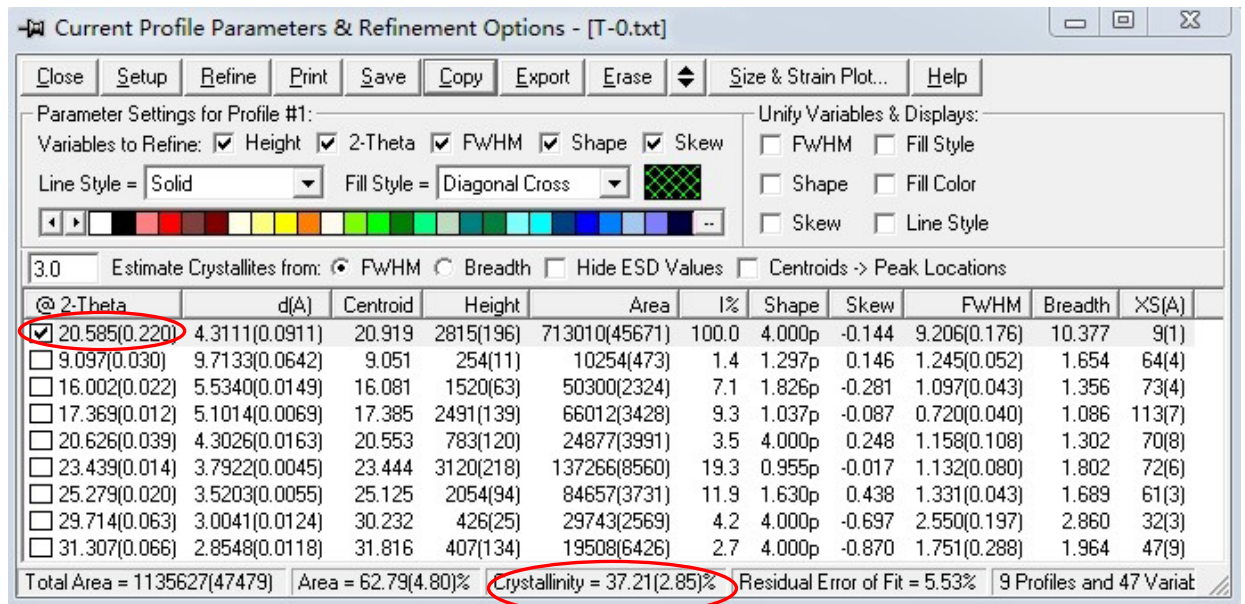 Current Profile Parameters & Refinement Options - [T-0.txt]
Close Setup Refine Print Save Copy Export Erase Size & Strain Plot... Help
Parameter Settings for Profile #1: Unify Variables & Displays:
Variables to Refine: Height 2-Theta FWHM Shape Skew FWHM Fill Style
Line Style = Solid Fill Style = Diagonal Cross Shape Fill Color
-- Skew Line Style
3.0 Estimate Crystallites from: FWHM Breadth Hide ESD Values Centroids -> Peak Locations
@ 2-Theta d(A) Centroid Height Area I% Shape Skew FWHM Breadth XS(A)
20.585(0.220) 4.3111(0.0911) 20.919 2815(196) 713010(45671) 100.0 4.000p -0.144 9.206(0.176) 10.377 9(1)
9.097(0.030) 9.7133(0.0642) 9.051 254(11) 10254(473) 1.4 1.297p 0.146 1.245(0.052) 1.654 64(4)
16.002(0.022) 5.5340(0.0149) 16.081 1520(63) 50300(2324) 7.1 1.826p -0.281 1.097(0.043) 1.356 73(4)
17.369(0.012) 5.1014(0.0069) 17.385 2491(139) 66012(3428) 9.3 1.037p -0.087 0.720(0.040) 1.086 113(7)
20.626(0.039) 4.3026(0.0163) 20.553 783(120) 24877(3991) 3.5 4.000p 0.248 1.158(0.108) 1.302 70(8)
23.439(0.014) 3.7922(0.0045) 23.444 3120(218) 137266(8560) 19.3 0.955p -0.017 1.132(0.080) 1.802 72(6)
25.279(0.020) 3.5203(0.0055) 25.125 2054(94) 84657(3731) 11.9 1.630p 0.438 1.331(0.043) 1.689 61(3)
29.714(0.063) 3.0041(0.0124) 30.232 426(25) 29743(2569) 4.2 4.000p -0.697 2.550(0.197) 2.860 32(3)
31.307(0.066) 2.8548(0.0118) 31.816 407(134) 19508(6426) 2.7 4.000p -0.870 1.751(0.288) 1.964 47(9)
Total Area = 1135627(47479) Area = 62.79(4.80)% Crystallinity = 37.21(2.85)% Residual Error of Fit = 5.53% 9 Profiles and 47 Variat